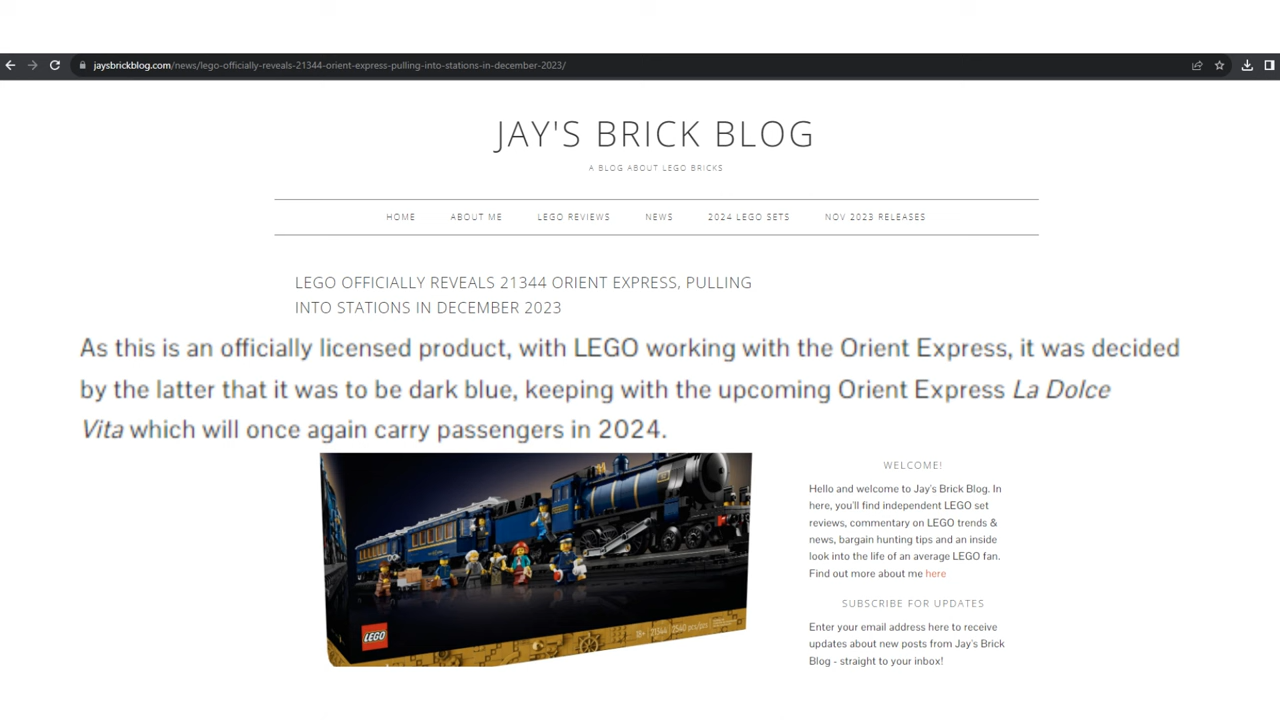 jaysbrickblog.com/news/lego-officially-reveals-21344-orient-express-pulling-into-stations-in-december-2023/
JAY'S BRICK BLOG
A BLOG ABOUT LEGO BRICKS
HOME ABOUT ME LEGO REVIEWS NEWS 2024 LEGO SETS NOV 2023 RELEASES
LEGO OFFICIALLY REVEALS 21344 ORIENT EXPRESS, PULLING
INTO STATIONS IN DECEMBER 2023
As this is an officially licensed product, with LEGO working with the Orient Express, it was decided
by the latter that it was to be dark blue, keeping with the upcoming Orient Express La Dolce
Vita which will once again carry passengers in 2024.
LEGO
18+ 21344 2540 pcs/pzs
WELCOME!
Hello and welcome to Jay's Brick Blog. In
here, you'll find independent LEGO set
reviews, commentary on LEGO trends &
news, bargain hunting tips and an inside
look into the life of an average LEGO fan.
Find out more about me here
SUBSCRIBE FOR UPDATES
Enter your email address here to receive
updates about new posts from Jay's Brick
Blog - straight to your inbox!